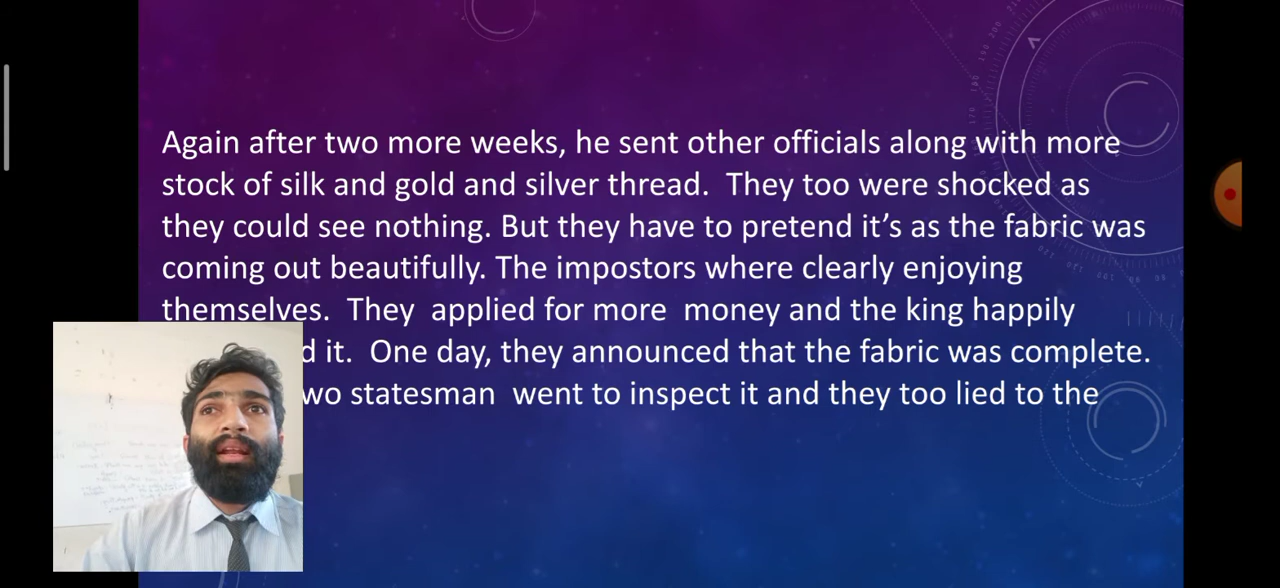 Again after two more weeks, he sent other officials along with more
stock of silk and gold and silver thread.  They too were shocked as
they could see nothing. But they have to pretend it’s as the fabric was
coming out beautifully. The impostors where clearly enjoying
themselves.  They  applied for more  money and the king happily
it.  One day, they announced that the fabric was complete.
statesman  went to inspect it and they too lied to the